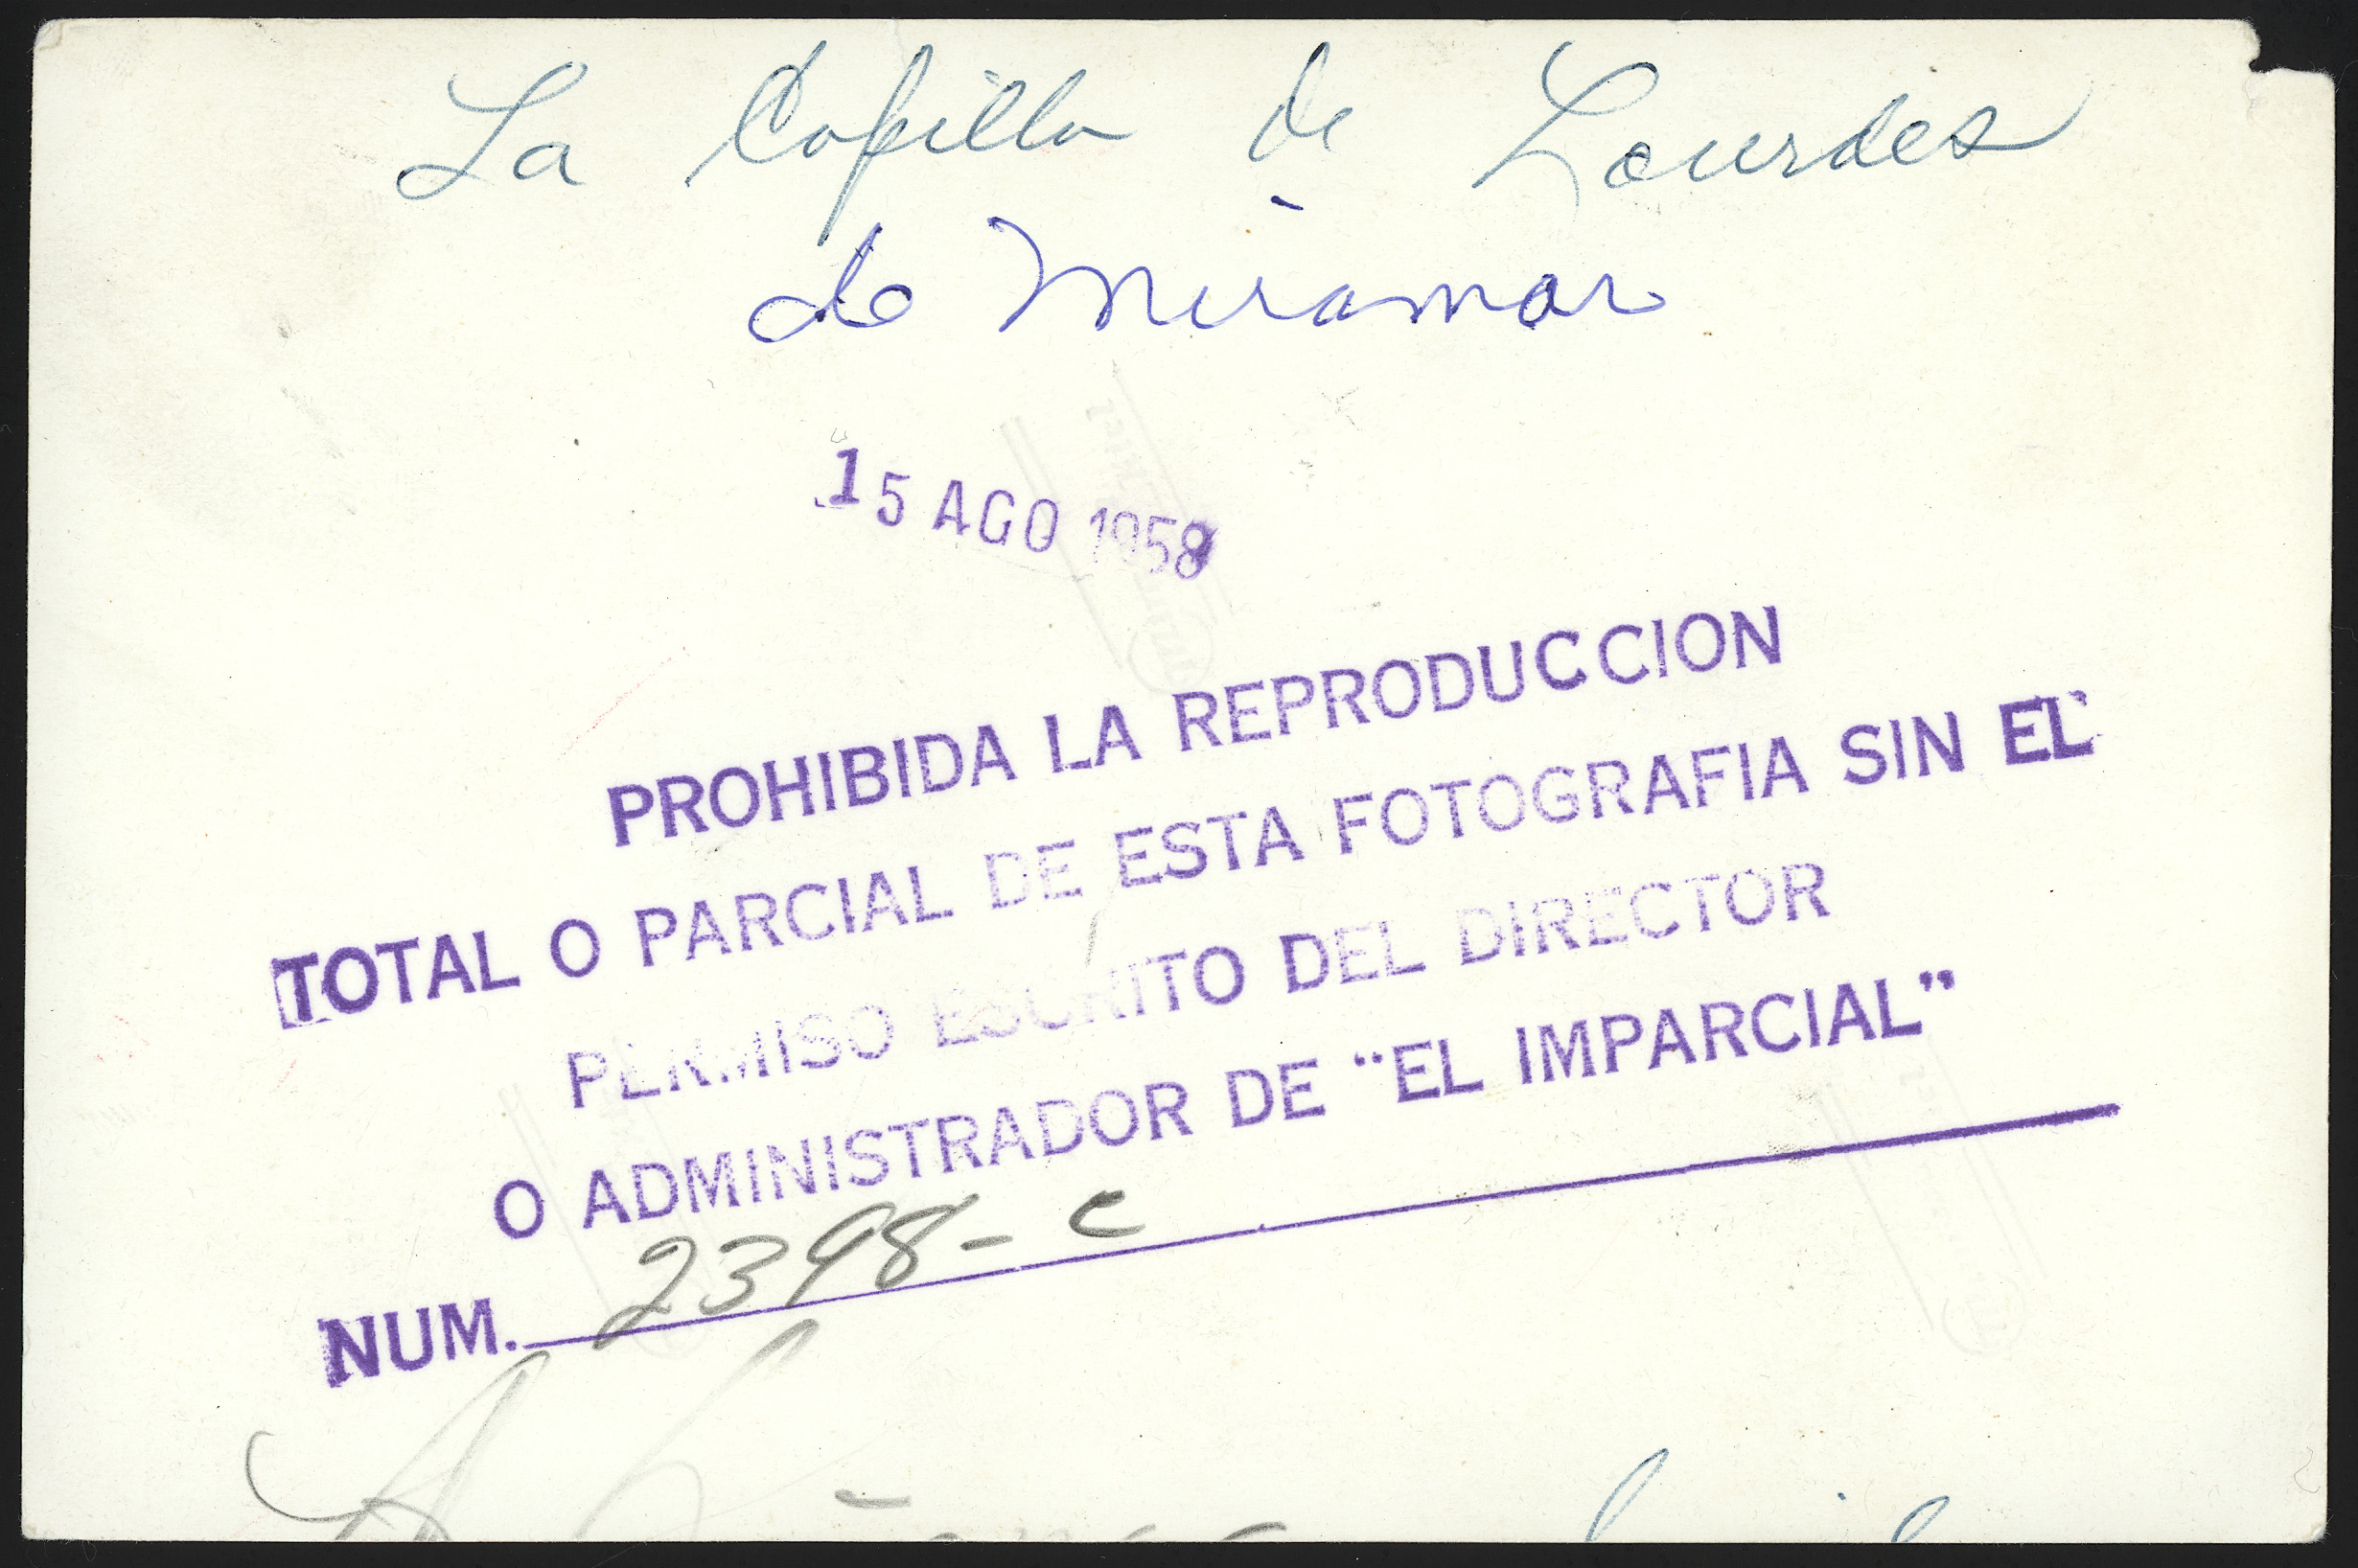 La Capilla de Lourdes
de Miramar
15 AGO 1958
PROHIBIDA LA REPRODUCCION
TOTAL O PARCIAL DE ESTA FOTOGRAFIA SIN EL
PERMISO ESCRITO DEL DIRECTOR
O ADMINISTRADOR DE “EL IMPARCIAL”
NUM. 2398-C